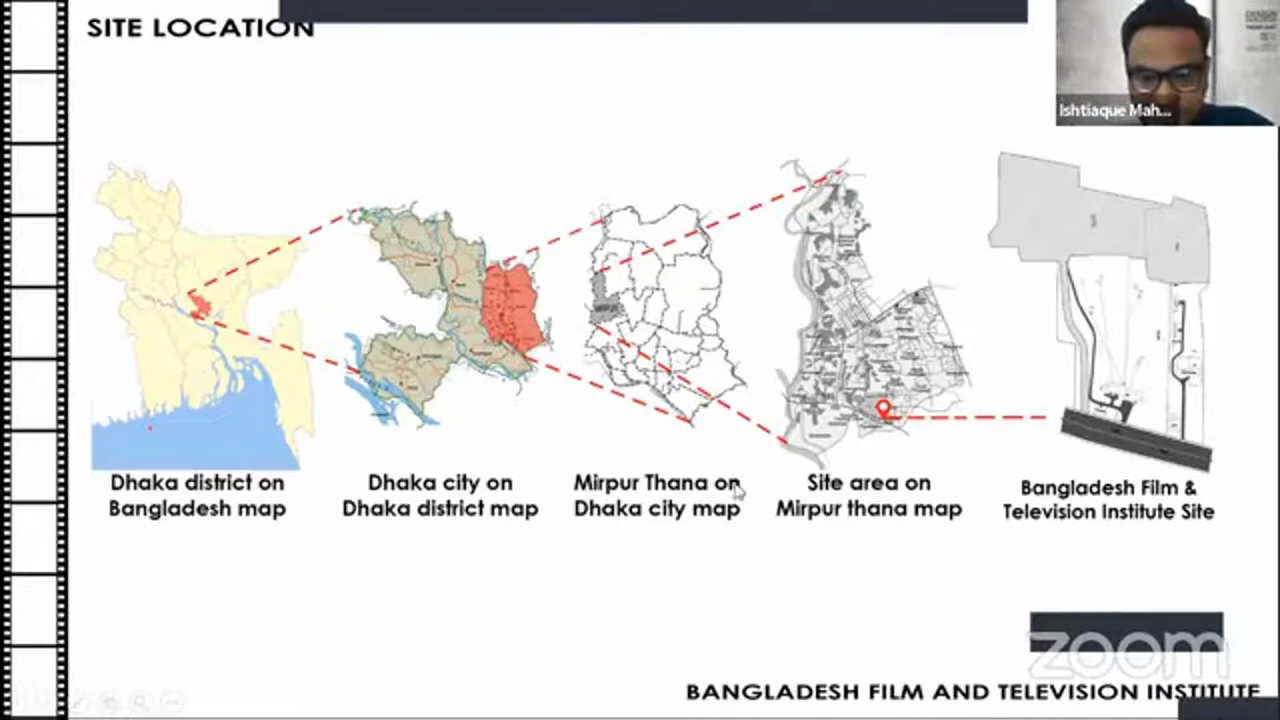 SITE LOCATION
Ishtiaque Mah...
Dhaka district on
Bangladesh map
Dhaka city on
Dhaka district map
Mirpur Thana on
Dhaka city map
Site area on
Mirpur thana map
Bangladesh Film &
Television Institute Site
zoom
BANGLADESH FILM AND TELEVISION INSTITUTE